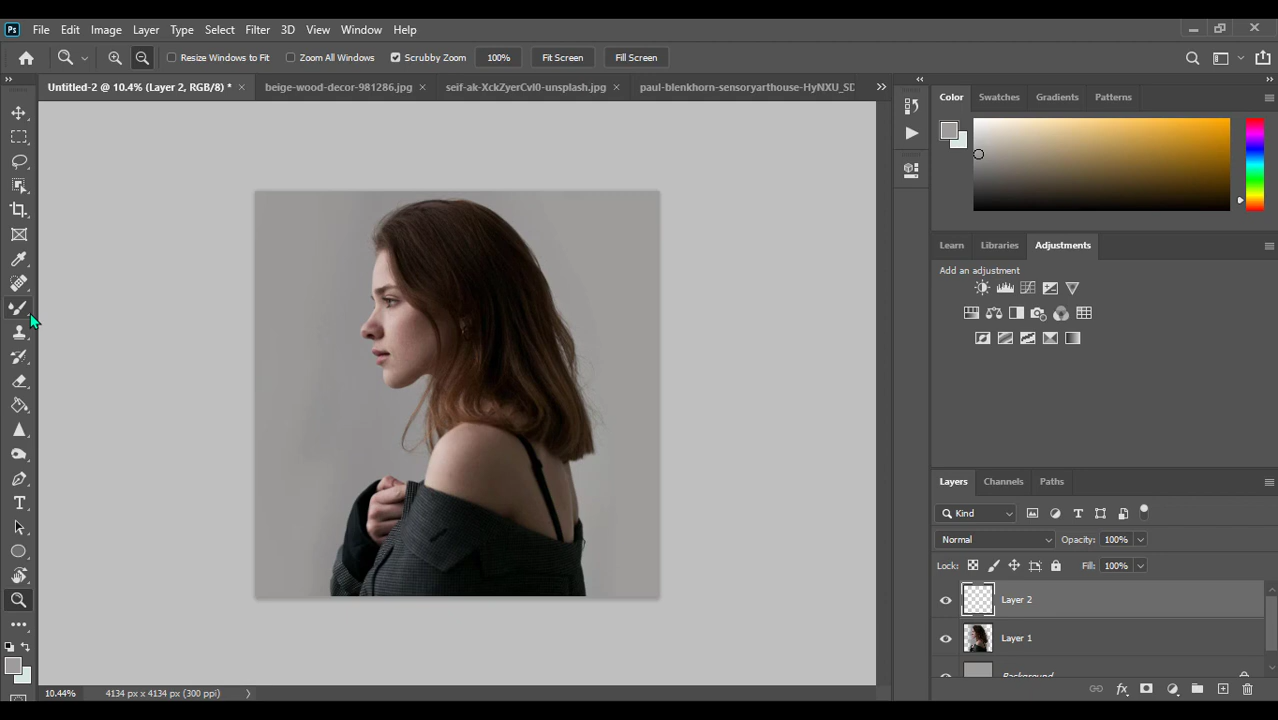 Ps File Edit Image Layer Type Select Filter 3D View Window Help
Resize Windows to Fit Zoom All Windows Scrubby Zoom 100% Fit Screen Fill Screen
Untitled-2 @ 10.4% (Layer 2, RGB/8) * beige-wood-decor-981286.jpg seif-ak-XckZyerCvI0-unsplash.jpg paul-blenkhorn-sensoryarthouse-HyNXU_SD
Color Swatches Gradients Patterns
Learn Libraries Adjustments
Add an adjustment
Layers Channels Paths
Kind
Normal Opacity: 100%
Lock: Fill: 100%
Layer 2
Layer 1
Background
10.44% 4134 px x 4134 px (300 ppi)